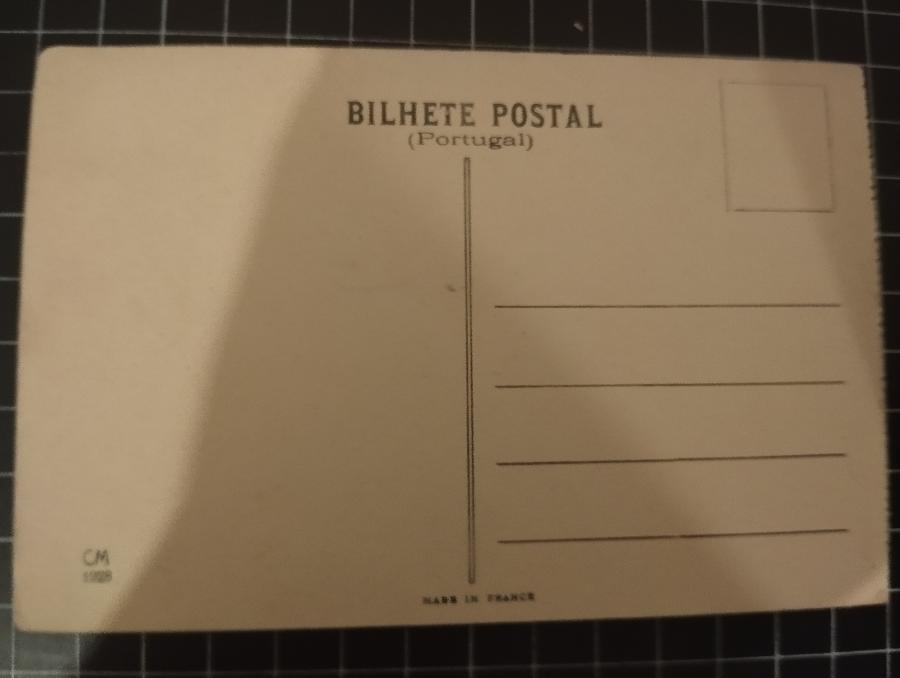 BILHETE POSTAL
(Portugal)
CM
MADE IN FRANCE